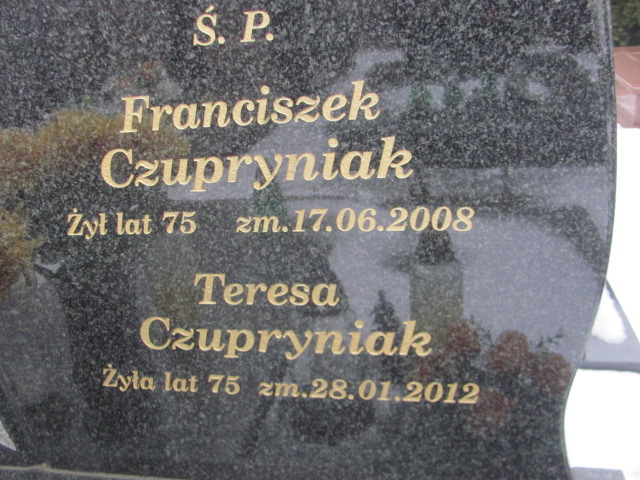 Ś. P.
Franciszek
Czupryniak
Żył lat 75 zm.17.06.2008
Teresa
Czupryniak
Żyła lat 75 zm.28.01.2012